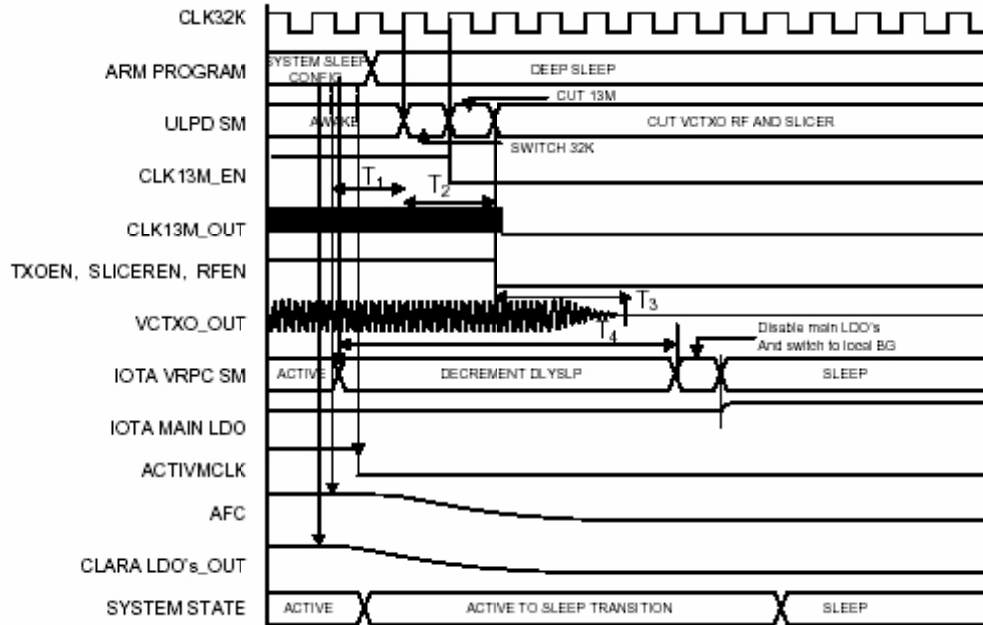 CLK32K
SYSTEM SLEEP
CONFIG
ARM PROGRAM
DEEP SLEEP
CUT 13M
ULPD SM
AWAKE
CUT VCTXO RF AND SLICER
SWITCH 32K
CLK13M_EN
T1
T2
CLK13M_OUT
TXOEN, SLICEREN, RFEN
T3
VCTXO_OUT
T4
Disable main LDO's
And switch to local BG
IOTA VRPC SM
ACTIVE
DECREMENT DLYSLP
SLEEP
IOTA MAIN LDO
ACTIVMCLK
AFC
CLARA LDO's_OUT
SYSTEM STATE
ACTIVE
ACTIVE TO SLEEP TRANSITION
SLEEP